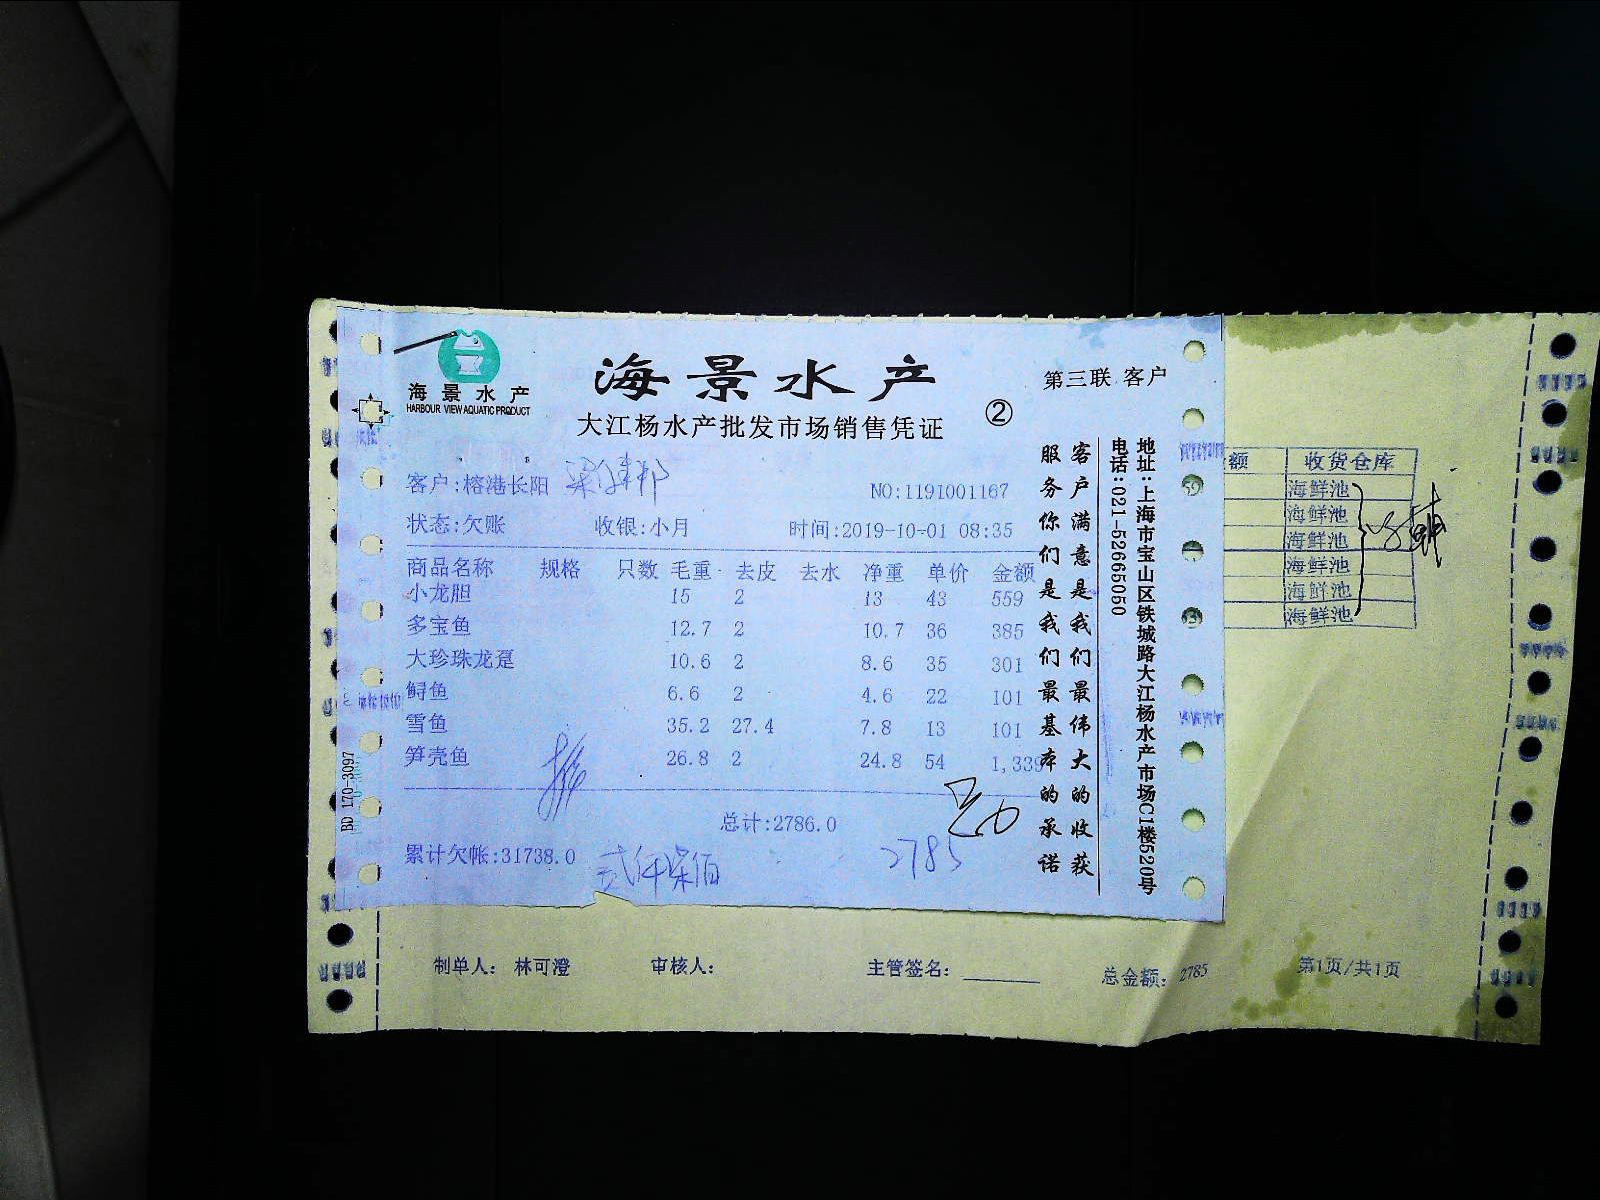 海景水产
HARBOUR VIEW AQUATIC PRODUCT
海景水产
大江杨水产批发市场销售凭证
②
第三联 客户
客户:榕港长阳
NO:1191001167
状态:欠账 收银:小月 时间:2019-10-01 08:35
商品名称 规格 只数 毛重 去皮 去水 净重 单价 金额
小龙胆 15 2 13 43 559
多宝鱼 12.7 2 10.7 36 385
大珍珠龙趸 10.6 2 8.6 35 301
鲟鱼 6.6 2 4.6 22 101
雪鱼 35.2 27.4 7.8 13 101
笋壳鱼 26.8 2 24.8 54 1,339
总计:2786.0
累计欠帐:31738.0
2785
客户满意是我们最伟大的收获
服务你们是我们最基本的承诺
地址:上海市宝山区铁城路大江杨水产市场C1楼520号
电话:021-52665050
BD 170-3097
额 收货仓库
海鲜池
海鲜池
海鲜池
海鲜池
海鲜池
海鲜池
制单人: 林可澄 审核人: 主管签名: 总金额: 2785 第1页/共1页